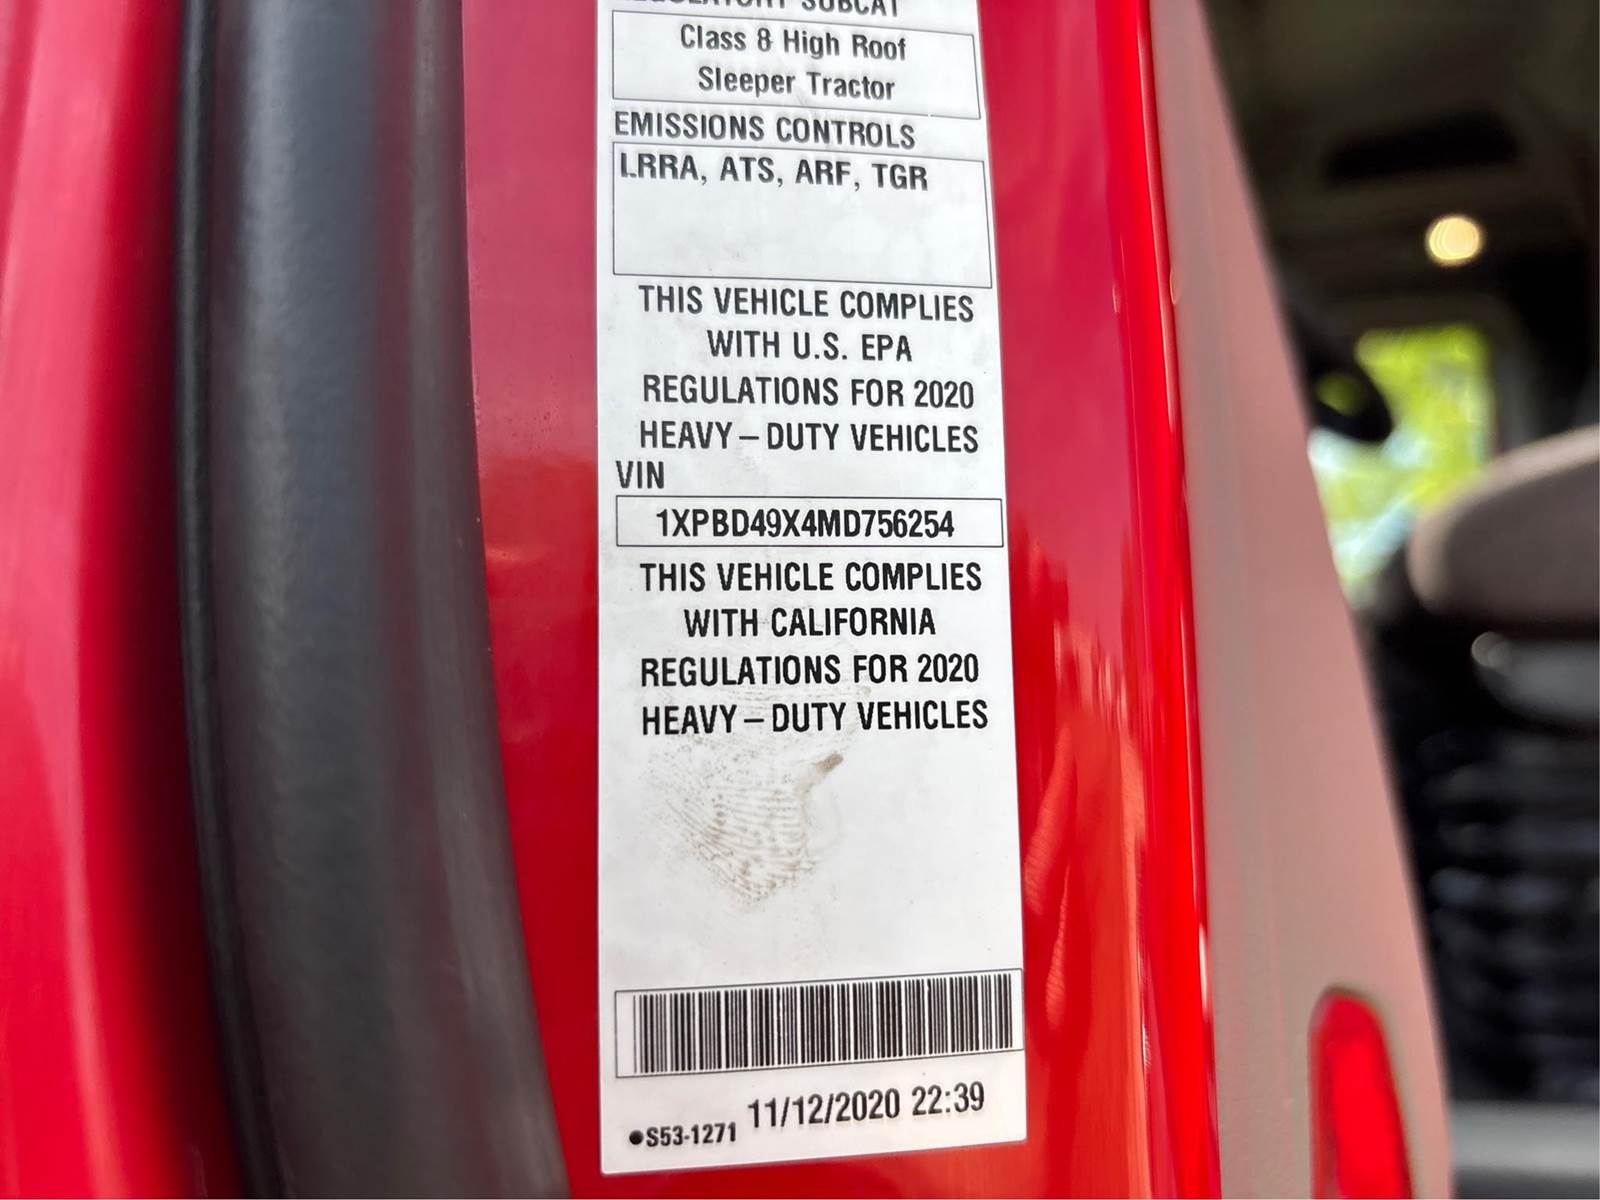 REGULATORY SUBCAT
Class 8 High Roof
Sleeper Tractor
EMISSIONS CONTROLS
LRRA, ATS, ARF, TGR
THIS VEHICLE COMPLIES
WITH U.S. EPA
REGULATIONS FOR 2020
HEAVY – DUTY VEHICLES
VIN
1XPBD49X4MD756254
THIS VEHICLE COMPLIES
WITH CALIFORNIA
REGULATIONS FOR 2020
HEAVY – DUTY VEHICLES
●S53-1271 11/12/2020 22:39